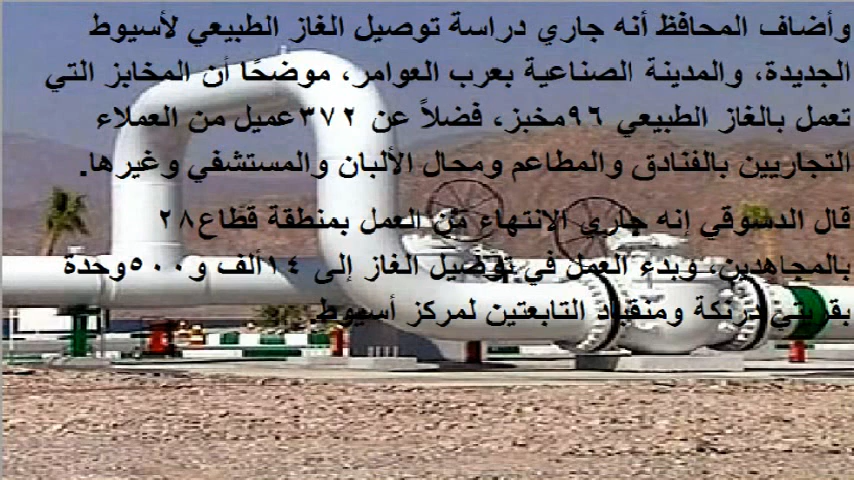 وأضاف المحافظ أنه جاري دراسة توصيل الغاز الطبيعي لأسيوط
الجديدة، والمدينة الصناعية بعرب العوامر، موضحًا أن المخابز التي
تعمل بالغاز الطبيعي ٩٦مخبز، فضلاً عن ٣٧٢عميل من العملاء
التجاريين بالفنادق والمطاعم ومحال الألبان والمستشفي وغيرها.
قال الدسوقي إنه جاري الانتهاء من العمل بمنطقة قطاع٢٨
بالمجاهدين، وبدء العمل في توصيل الغاز إلى ١٤ألف و٥٠٠وحدة
بقريتي درنكة ومنقباد التابعتين لمركز أسيوط